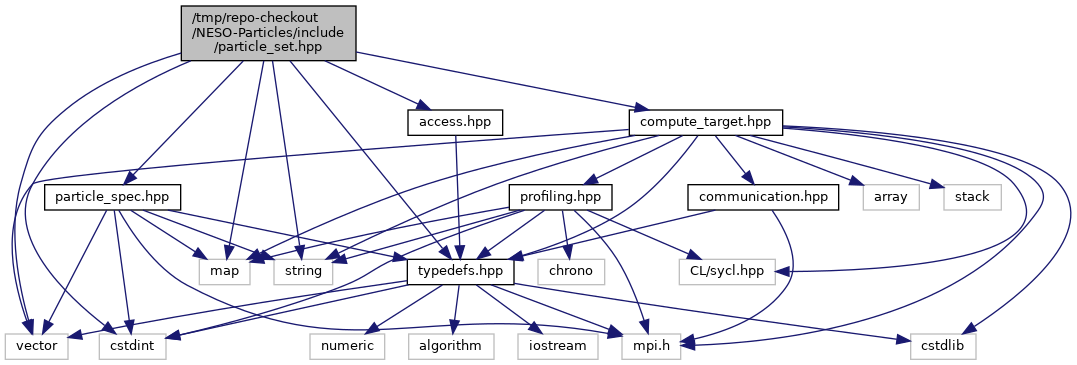 /tmp/repo-checkout
/NESO-Particles/include
/particle_set.hpp
access.hpp
compute_target.hpp
particle_spec.hpp
profiling.hpp
communication.hpp
array
stack
map
string
typedefs.hpp
chrono
CL/sycl.hpp
vector
cstdint
numeric
algorithm
iostream
mpi.h
cstdlib